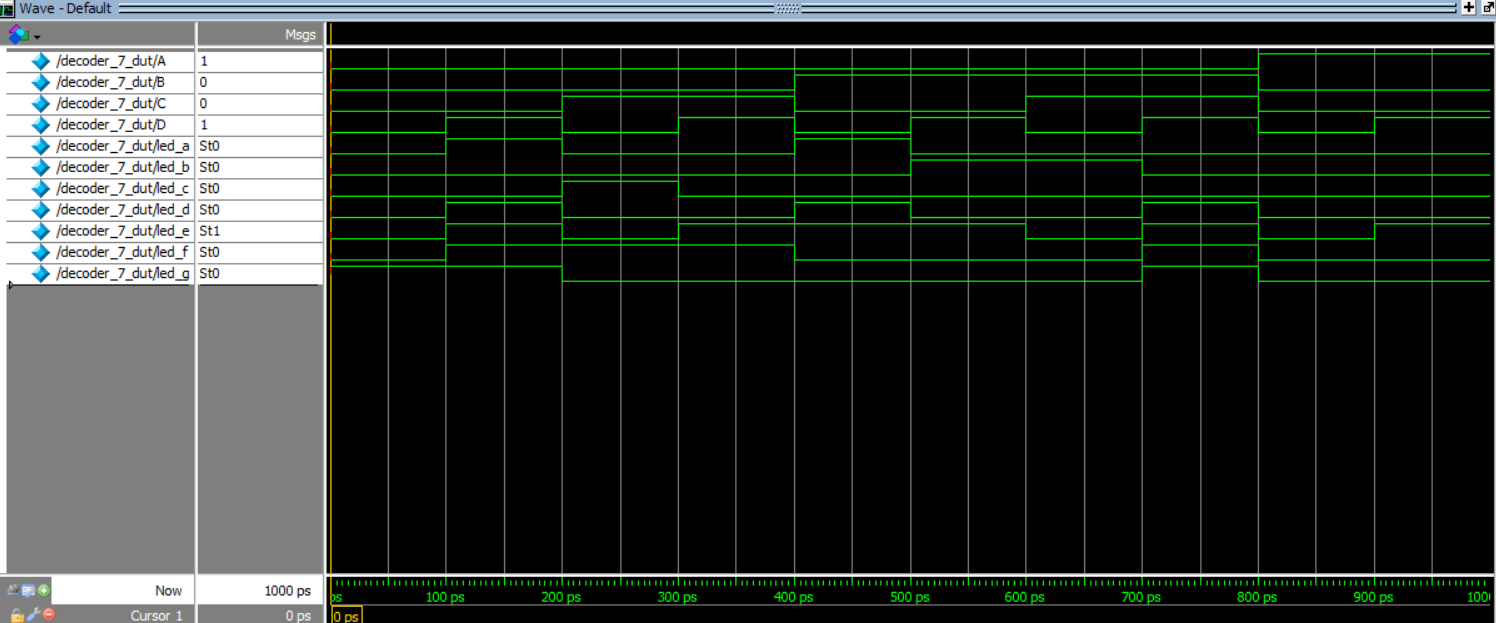 Wave - Default
Msgs
/decoder_7_dut/A 1
/decoder_7_dut/B 0
/decoder_7_dut/C 0
/decoder_7_dut/D 1
/decoder_7_dut/led_a St0
/decoder_7_dut/led_b St0
/decoder_7_dut/led_c St0
/decoder_7_dut/led_d St0
/decoder_7_dut/led_e St1
/decoder_7_dut/led_f St0
/decoder_7_dut/led_g St0
Now 1000 ps ps 100 ps 200 ps 300 ps 400 ps 500 ps 600 ps 700 ps 800 ps 900 ps 1000
Cursor 1 0 ps 0 ps